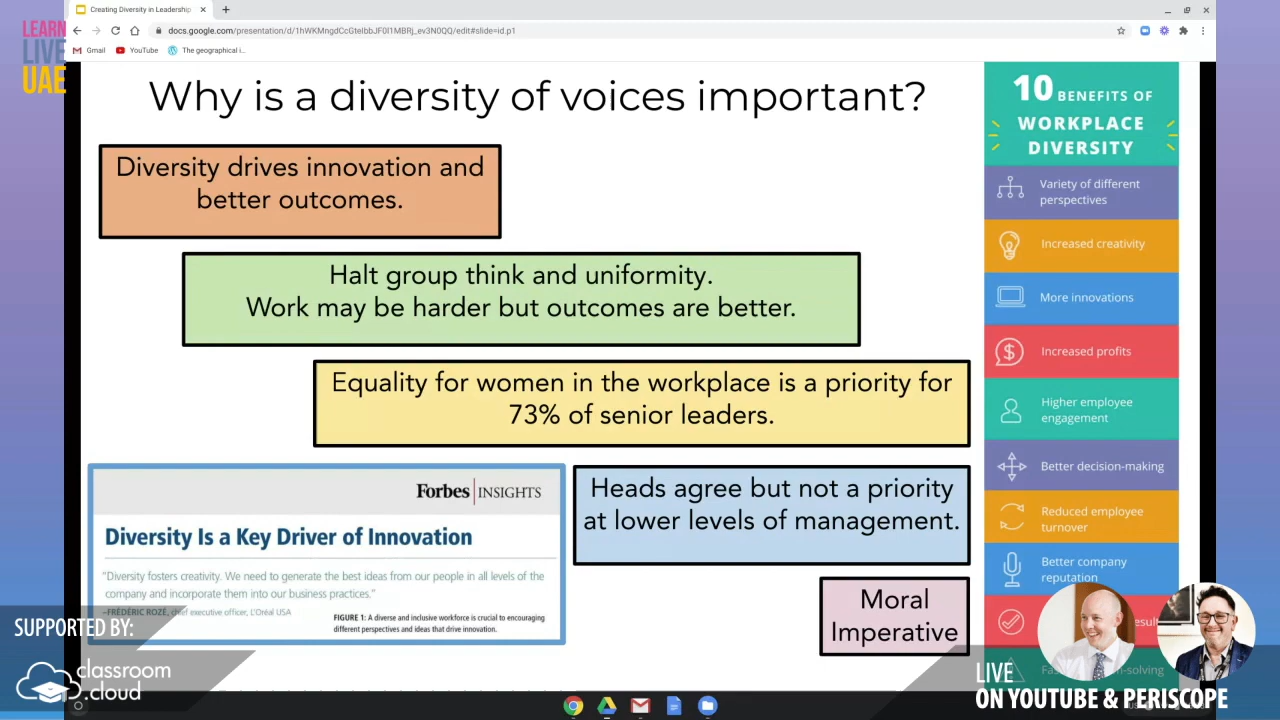 Creating Diversity in Leadership
docs.google.com/presentation/d/
Gmail
YouTube
The geographical i...
LEARN
LIVE
UAE
Why is a diversity of voices important?
Diversity drives innovation and
better outcomes.
Halt group think and uniformity.
Work may be harder but outcomes are better.
Equality for women in the workplace is a priority for
73% of senior leaders.
Forbes INSIGHTS
Diversity Is a Key Driver of Innovation
"Diversity fosters creativity. We need to generate the best ideas from our people in all levels of the
company and incorporate them into our business practices."
–FRÉDÉRIC ROZÉ, chief executive officer, L'Oréal USA
FIGURE 1: A diverse and inclusive workforce is crucial to encouraging
different perspectives and ideas that drive innovation.
Heads agree but not a priority
at lower levels of management.
Moral
Imperative
10 BENEFITS OF
WORKPLACE
DIVERSITY
Variety of different
perspectives
Increased creativity
More innovations
Increased profits
Higher employee
engagement
Better decision-making
Reduced employee
turnover
Better company
reputation
SUPPORTED BY:
classroom
.cloud
LIVE
ON YOUTUBE & PERISCOPE